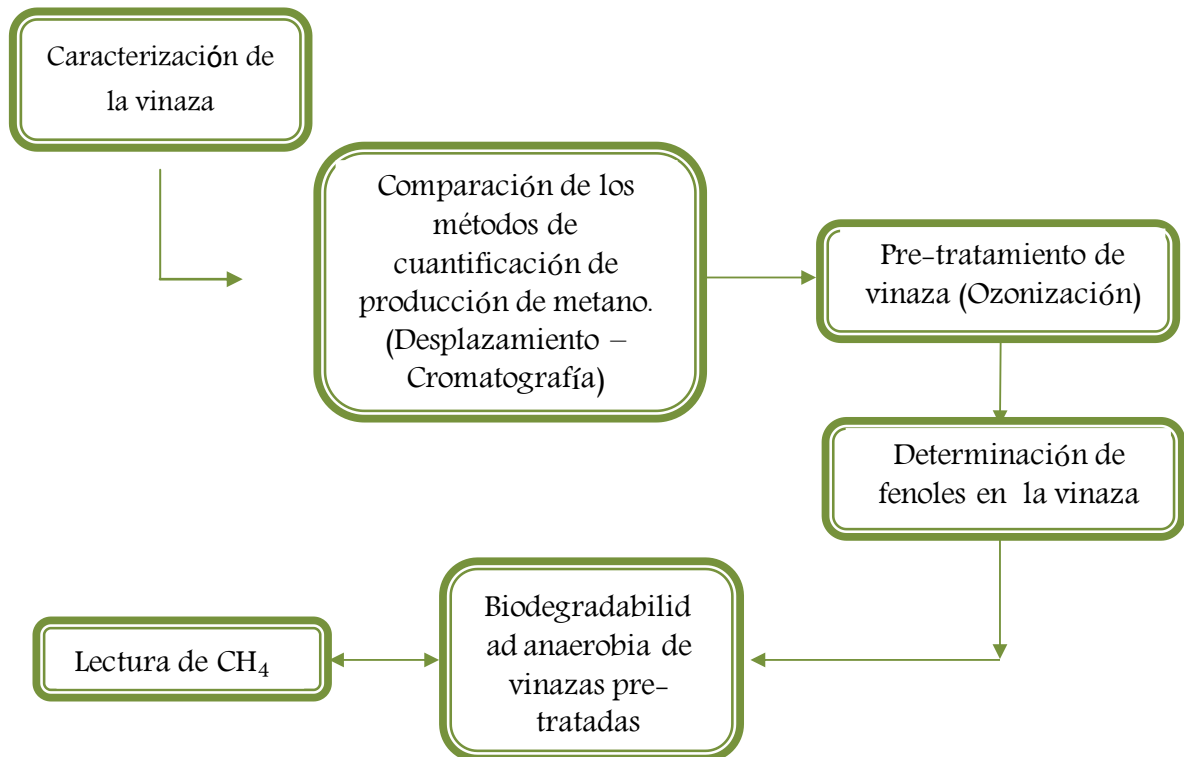 Caracterización de
la vinaza
Comparación de los
métodos de
cuantificación de
producción de metano.
(Desplazamiento –
Cromatografía)
Pre-tratamiento de
vinaza (Ozonización)
Determinación de
fenoles en la vinaza
Biodegradabilid
ad anaerobia de
vinazas pre-
tratadas
Lectura de CH₄